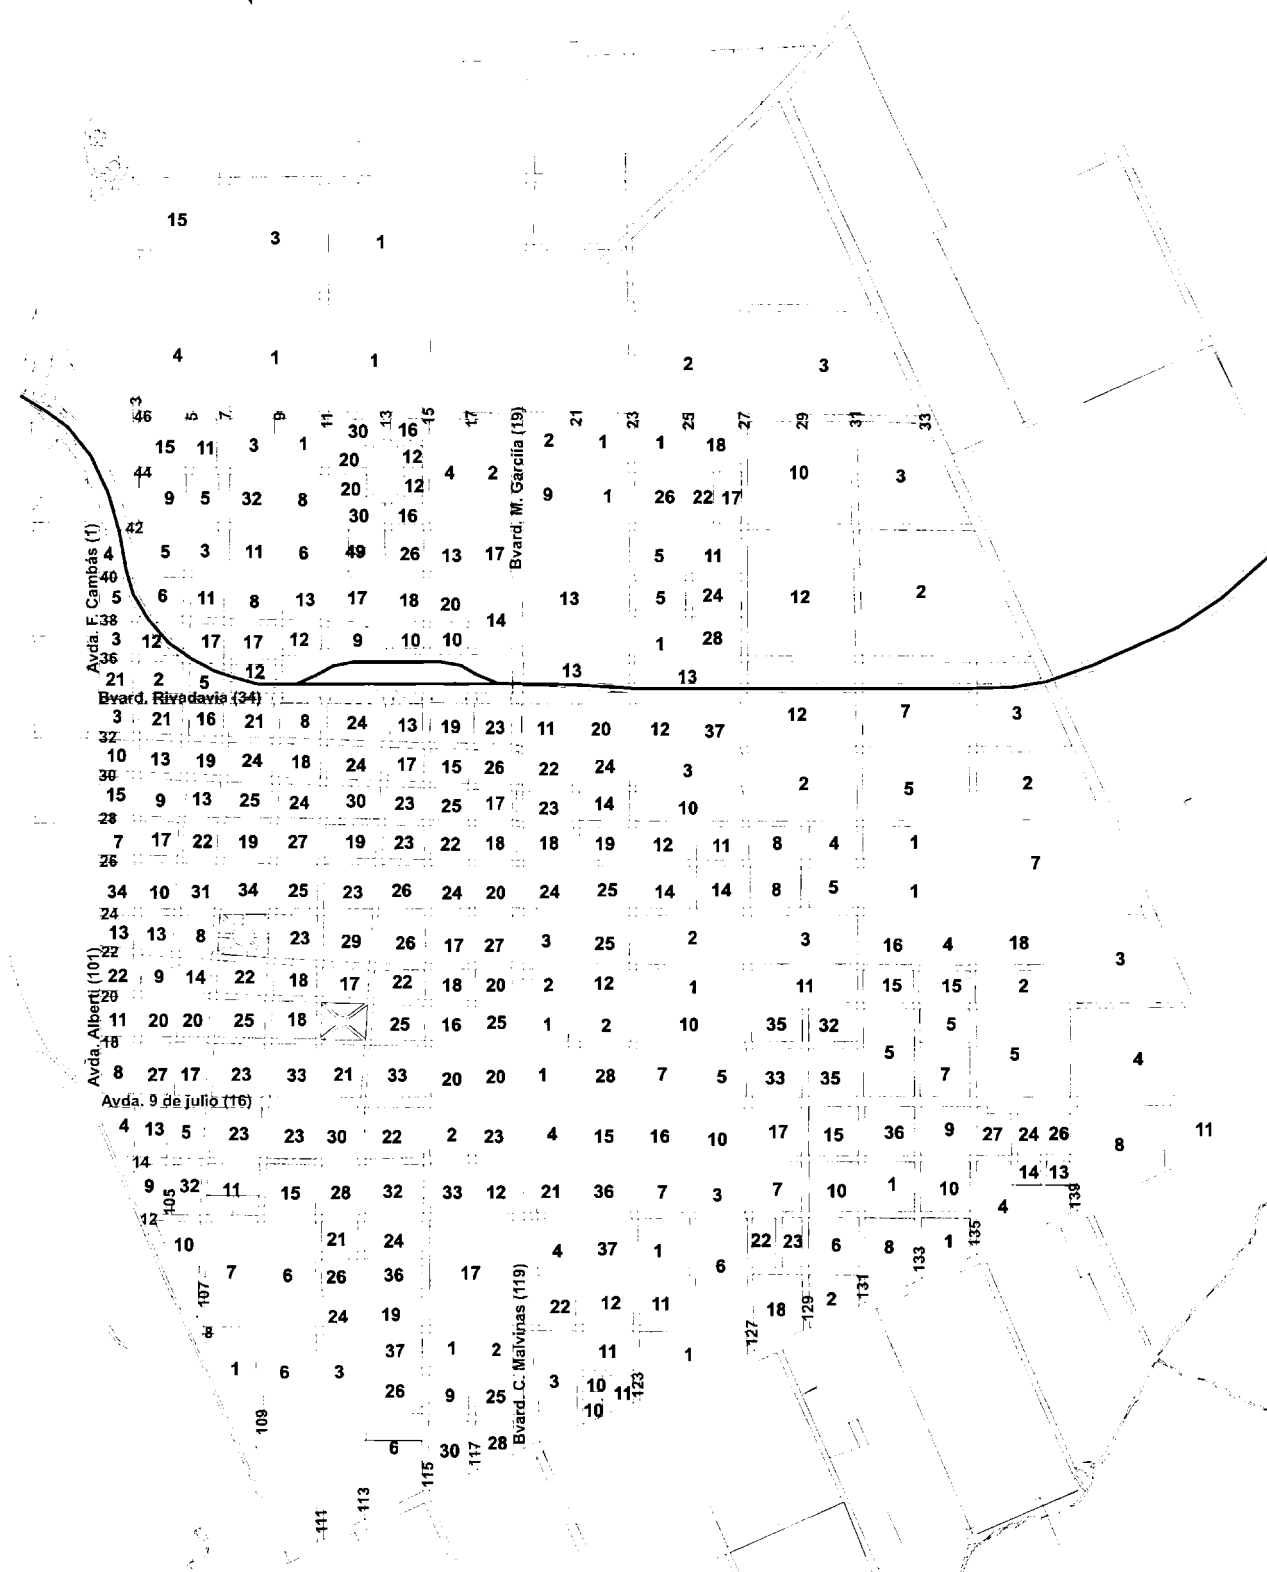 15
3
1
4
1
1
2
3
3
46
5
7
9
11
13
15
17
Bvard. M. Garciía (19)
21
23
25
27
29
31
33
15 11 3 1 30 16 2 1 1 18
20 12 4 2 10 3
44
9 5 32 8 20 12 9 1 26 22 17
30 16
42
Avda. F. Cambás (1)
4 5 3 11 6 49 26 13 17 5 11
40
5 6 11 8 13 17 18 20 13 5 24 12 2
38 14
3 12 17 17 12 9 10 10 1 28
36
21 2 5 12 13 13
Bvard. Rivadavia (34)
3 21 16 21 8 24 13 19 23 11 20 12 37 12 7 3
32
10 13 19 24 18 24 17 15 26 22 24 3 2 5 2
30
15 9 13 25 24 30 23 25 17 23 14 10
28
7 17 22 19 27 19 23 22 18 18 19 12 11 8 4 1 7
26
34 10 31 34 25 23 26 24 20 24 25 14 14 8 5 1
24
13 13 8 23 29 26 17 27 3 25 2 3 16 4 18 3
22
Avda. Alberti (101)
22 9 14 22 18 17 22 18 20 2 12 1 11 15 15 2
20
11 20 20 25 18 25 16 25 1 2 10 35 32 5
18 5 5 4
8 27 17 23 33 21 33 20 20 1 28 7 5 33 35 7
Avda. 9 de julio (16)
4 13 5 23 23 30 22 2 23 4 15 16 10 17 15 36 9 27 24 26 8 11
14 14 13
9 32 11 15 28 32 33 12 21 36 7 3 7 10 1 10 4
105
139
12
10 21 24 4 37 1 22 23 6 8 1
135
133
7 6 26 36 17 6
107
131
24 19 22 12 11 18 2
129
127
8
Bvard. C. Malvinas (119)
37 1 2 11 1
1 6 3
26 9 25 3 10 11
123
10
109
6 30 28
117
115
113
111